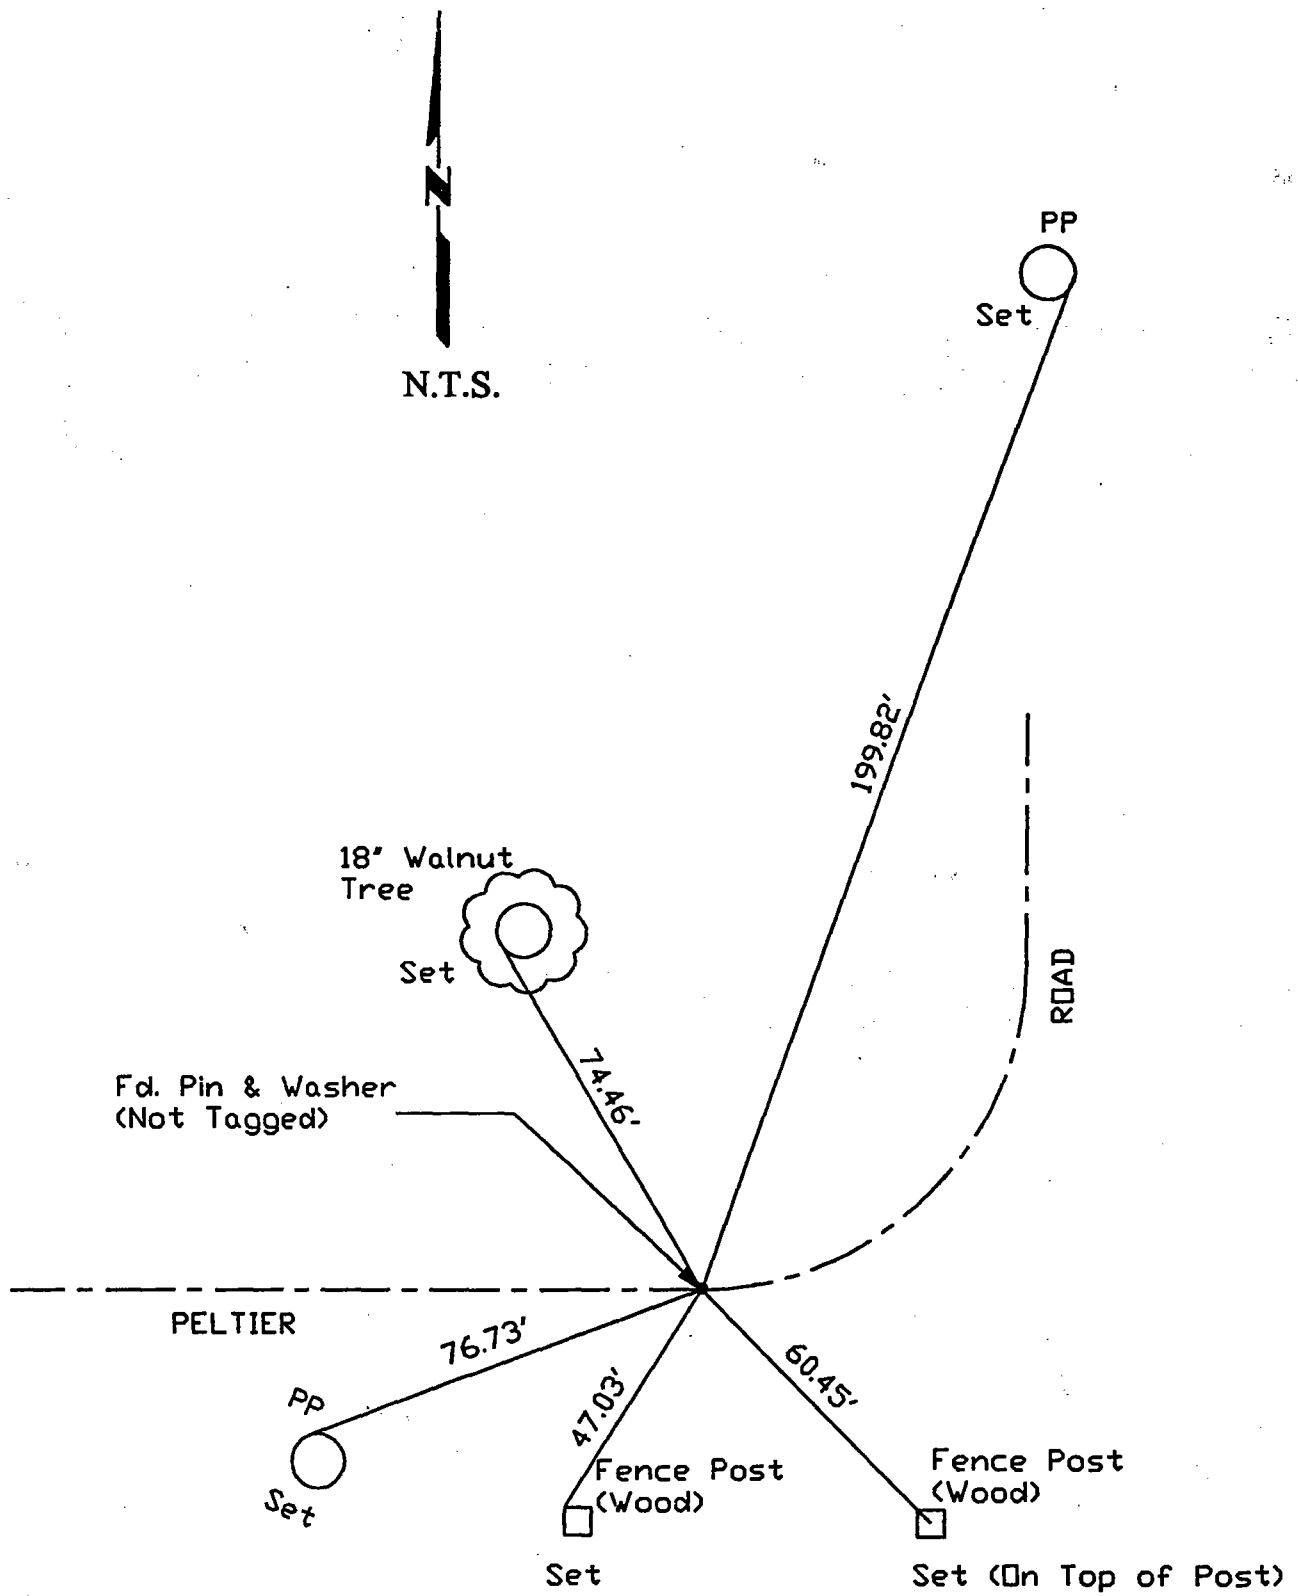 N
N.T.S.
PP
Set
199.82'
18" Walnut
Tree
Set
ROAD
74.46'
Fd. Pin & Washer
(Not Tagged)
PELTIER
76.73'
60.45'
47.03'
PP
Set
Fence Post
(Wood)
Set
Fence Post
(Wood)
Set (On Top of Post)